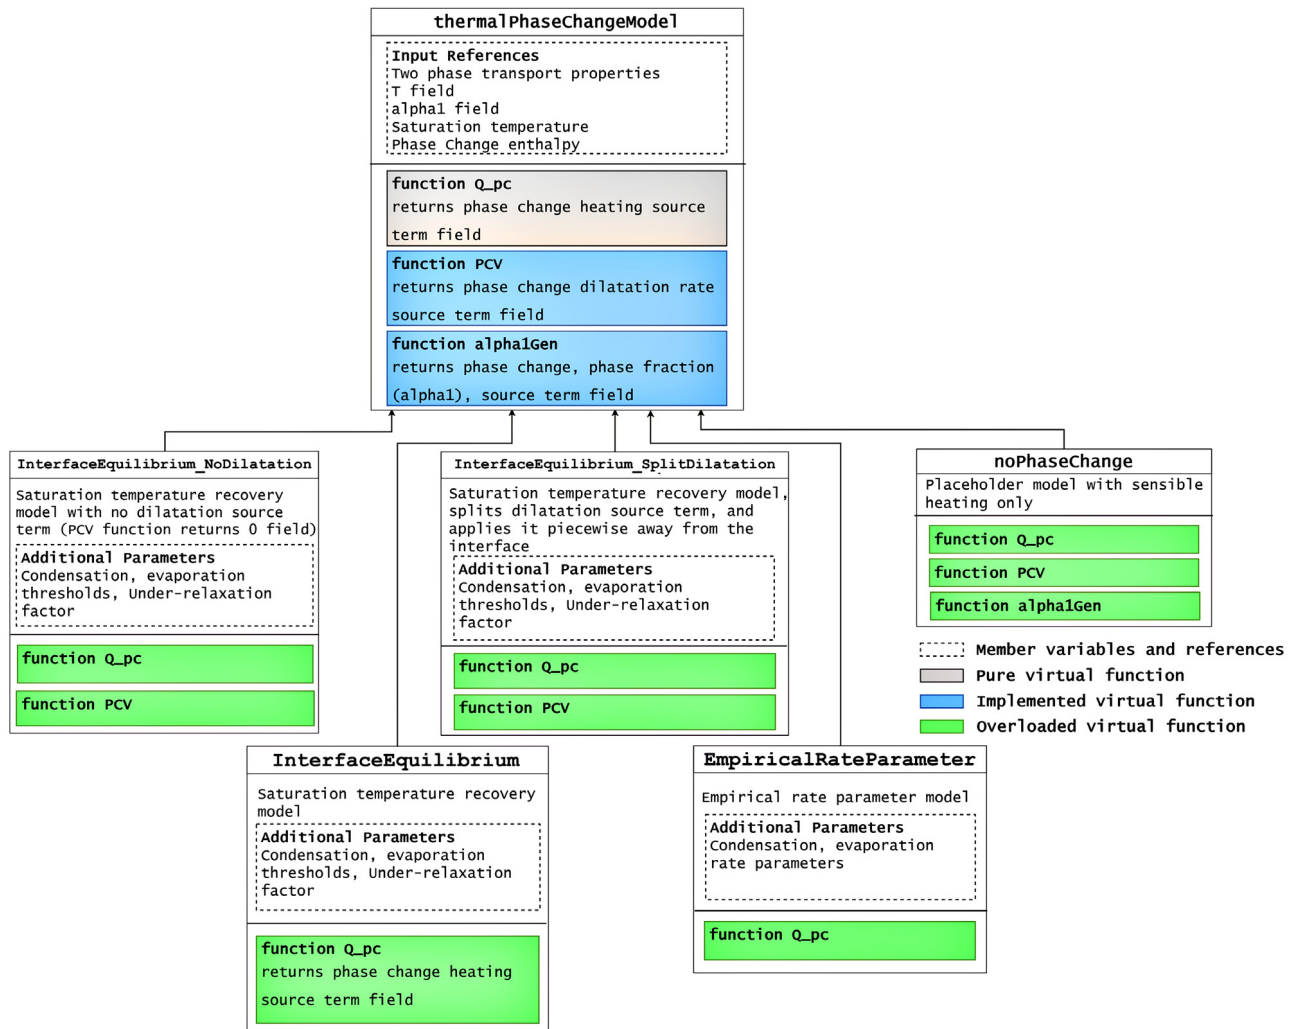 thermalPhaseChangeModel
Input References
Two phase transport properties
T field
alpha1 field
Saturation temperature
Phase Change enthalpy
function Q_pc
returns phase change heating source
term field
function PCV
returns phase change dilatation rate
source term field
function alpha1Gen
returns phase change, phase fraction
(alpha1), source term field
InterfaceEquilibrium_NoDilatation
Saturation temperature recovery
model with no dilatation source
term (PCV function returns 0 field)
Additional Parameters
Condensation, evaporation
thresholds, Under-relaxation
factor
function Q_pc
function PCV
InterfaceEquilibrium_SplitDilatation
Saturation temperature recovery model,
splits dilatation source term, and
applies it piecewise away from the
interface
Additional Parameters
Condensation, evaporation
thresholds, Under-relaxation
factor
function Q_pc
function PCV
noPhaseChange
Placeholder model with sensible
heating only
function Q_pc
function PCV
function alpha1Gen
Member variables and references
Pure virtual function
Implemented virtual function
Overloaded virtual function
InterfaceEquilibrium
Saturation temperature recovery
model
Additional Parameters
Condensation, evaporation
thresholds, Under-relaxation
factor
function Q_pc
returns phase change heating
source term field
EmpiricalRateParameter
Empirical rate parameter model
Additional Parameters
Condensation, evaporation
rate parameters
function Q_pc